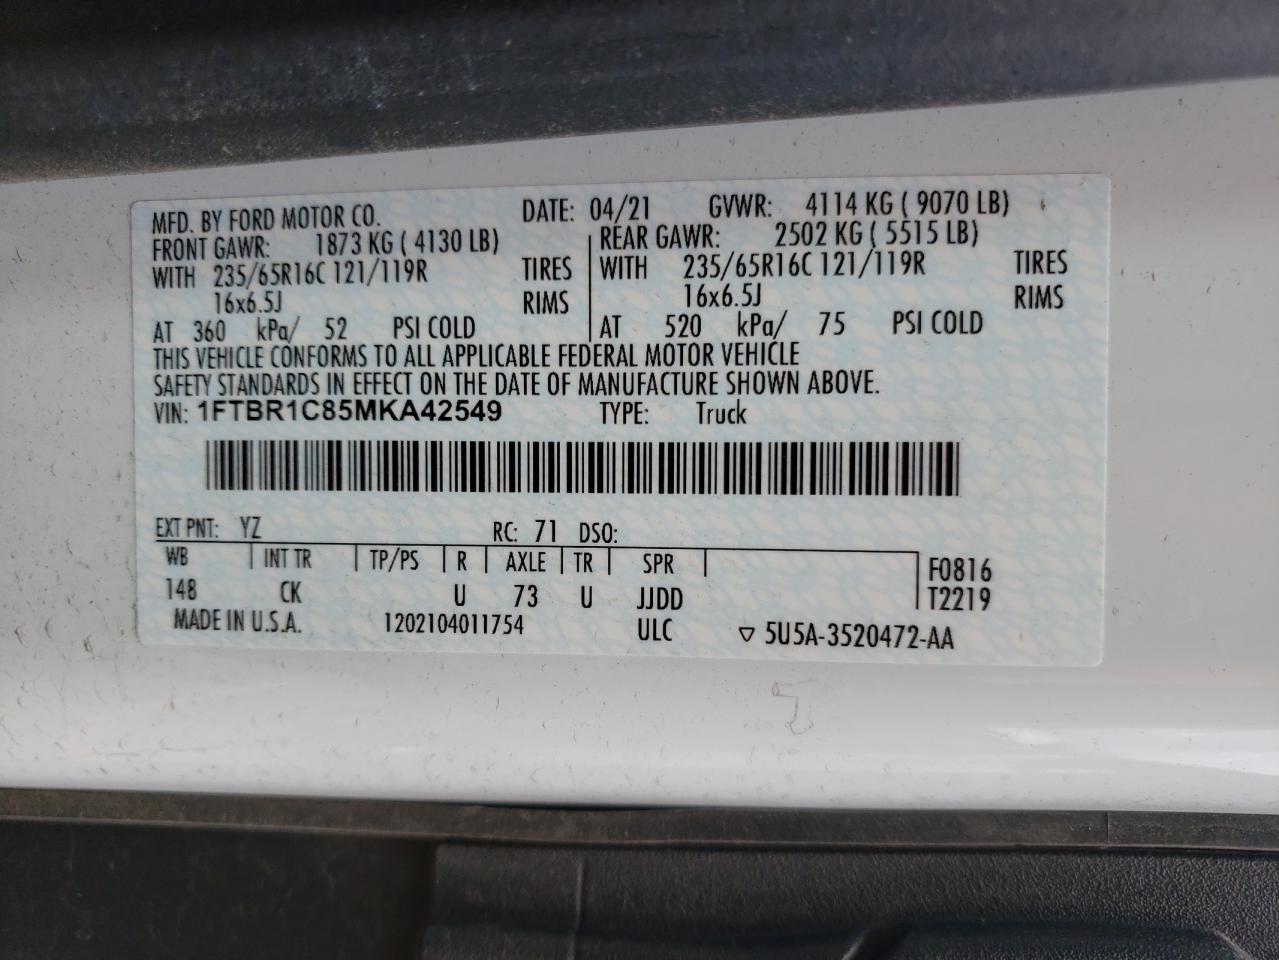 MFD. BY FORD MOTOR CO. DATE: 04/21 GVWR: 4114 KG ( 9070 LB)
FRONT GAWR: 1873 KG ( 4130 LB) REAR GAWR: 2502 KG ( 5515 LB)
WITH 235/65R16C 121/119R TIRES WITH 235/65R16C 121/119R TIRES
16x6.5J RIMS 16x6.5J RIMS
AT 360 kPa/ 52 PSI COLD AT 520 kPa/ 75 PSI COLD
THIS VEHICLE CONFORMS TO ALL APPLICABLE FEDERAL MOTOR VEHICLE
SAFETY STANDARDS IN EFFECT ON THE DATE OF MANUFACTURE SHOWN ABOVE.
VIN: 1FTBR1C85MKA42549 TYPE: Truck
EXT PNT: YZ RC: 71 DSO:
WB INT TR TP/PS R AXLE TR SPR F0816
148 CK U 73 U JJDD T2219
MADE IN U.S.A. 1202104011754 ULC ▽ 5U5A-3520472-AA